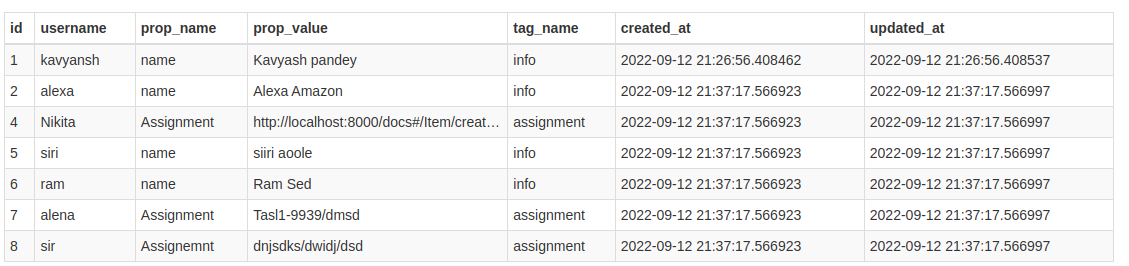 id username prop_name prop_value tag_name created_at updated_at
1 kavyansh name Kavyash pandey info 2022-09-12 21:26:56.408462 2022-09-12 21:26:56.408537
2 alexa name Alexa Amazon info 2022-09-12 21:37:17.566923 2022-09-12 21:37:17.566997
4 Nikita Assignment http://localhost:8000/docs#/Item/creat… assignment 2022-09-12 21:37:17.566923 2022-09-12 21:37:17.566997
5 siri name siiri aoole info 2022-09-12 21:37:17.566923 2022-09-12 21:37:17.566997
6 ram name Ram Sed info 2022-09-12 21:37:17.566923 2022-09-12 21:37:17.566997
7 alena Assignment Tasl1-9939/dmsd assignment 2022-09-12 21:37:17.566923 2022-09-12 21:37:17.566997
8 sir Assignemnt dnjsdks/dwidj/dsd assignment 2022-09-12 21:37:17.566923 2022-09-12 21:37:17.566997